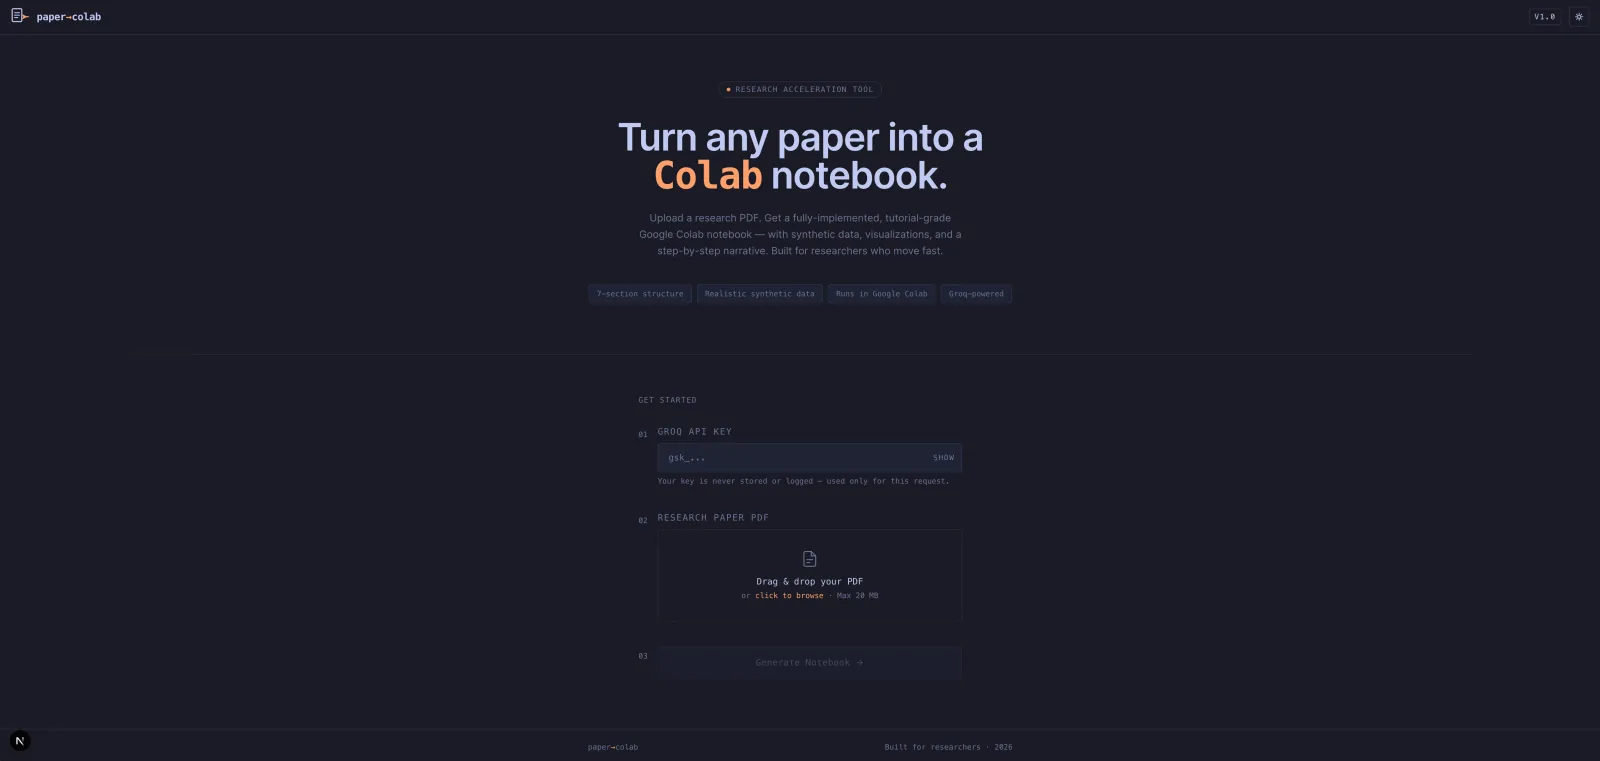 paper→colab
V1.0
RESEARCH ACCELERATION TOOL
Turn any paper into a
Colab notebook.
Upload a research PDF. Get a fully-implemented, tutorial-grade
Google Colab notebook — with synthetic data, visualizations, and a
step-by-step narrative. Built for researchers who move fast.
7-section structure
Realistic synthetic data
Runs in Google Colab
Groq-powered
GET STARTED
01
GROQ API KEY
gsk_...
SHOW
Your key is never stored or logged — used only for this request.
02
RESEARCH PAPER PDF
Drag & drop your PDF
or click to browse · Max 20 MB
03
Generate Notebook →
N
paper→colab
Built for researchers · 2026